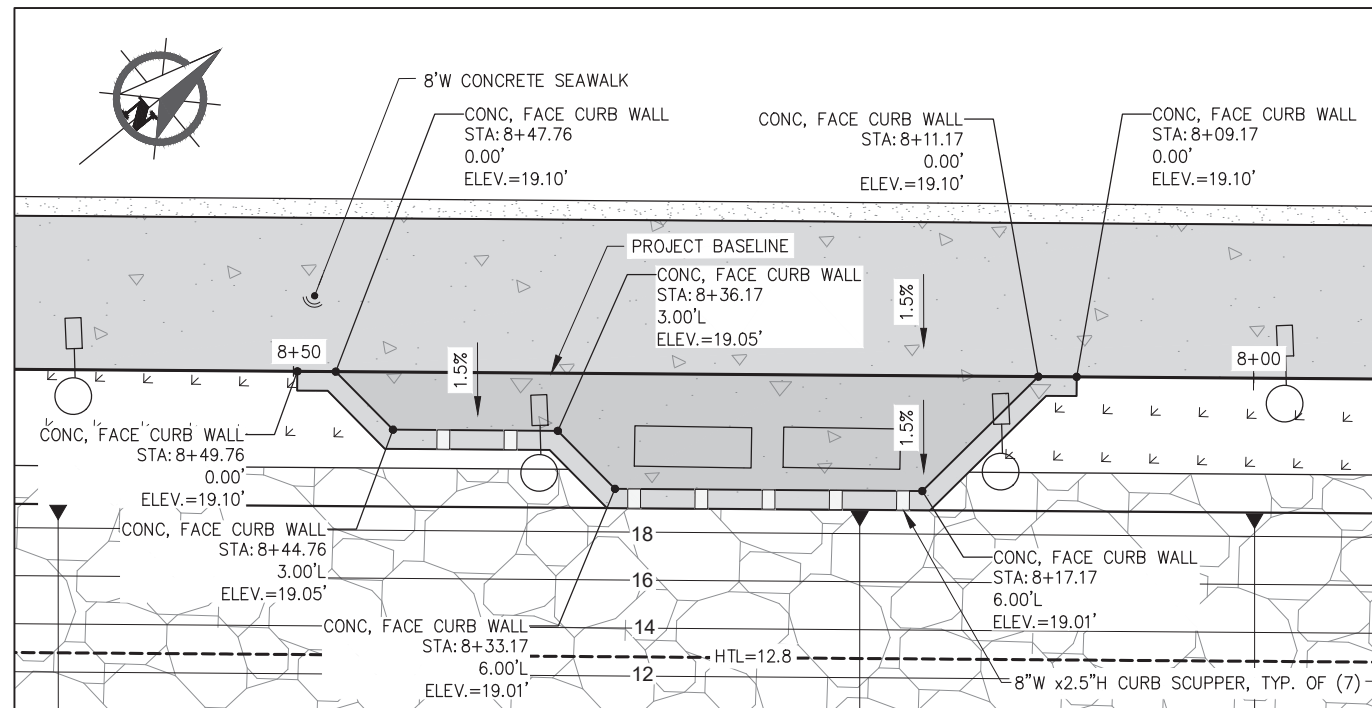 N
8'W CONCRETE SEAWALK
CONC, FACE CURB WALL
STA: 8+47.76
0.00'
ELEV.=19.10'
CONC, FACE CURB WALL
STA: 8+11.17
0.00'
ELEV.=19.10'
CONC, FACE CURB WALL
STA: 8+09.17
0.00'
ELEV.=19.10'
PROJECT BASELINE
CONC, FACE CURB WALL
STA: 8+36.17
3.00'L
ELEV.=19.05'
1.5%
8+50
1.5%
8+00
1.5%
CONC, FACE CURB WALL
STA: 8+49.76
0.00'
ELEV.=19.10'
CONC, FACE CURB WALL
STA: 8+44.76
3.00'L
ELEV.=19.05'
CONC, FACE CURB WALL
STA: 8+33.17
6.00'L
ELEV.=19.01'
18
16
14
12
HTL=12.8
CONC, FACE CURB WALL
STA: 8+17.17
6.00'L
ELEV.=19.01'
8"W x2.5"H CURB SCUPPER, TYP. OF (7)